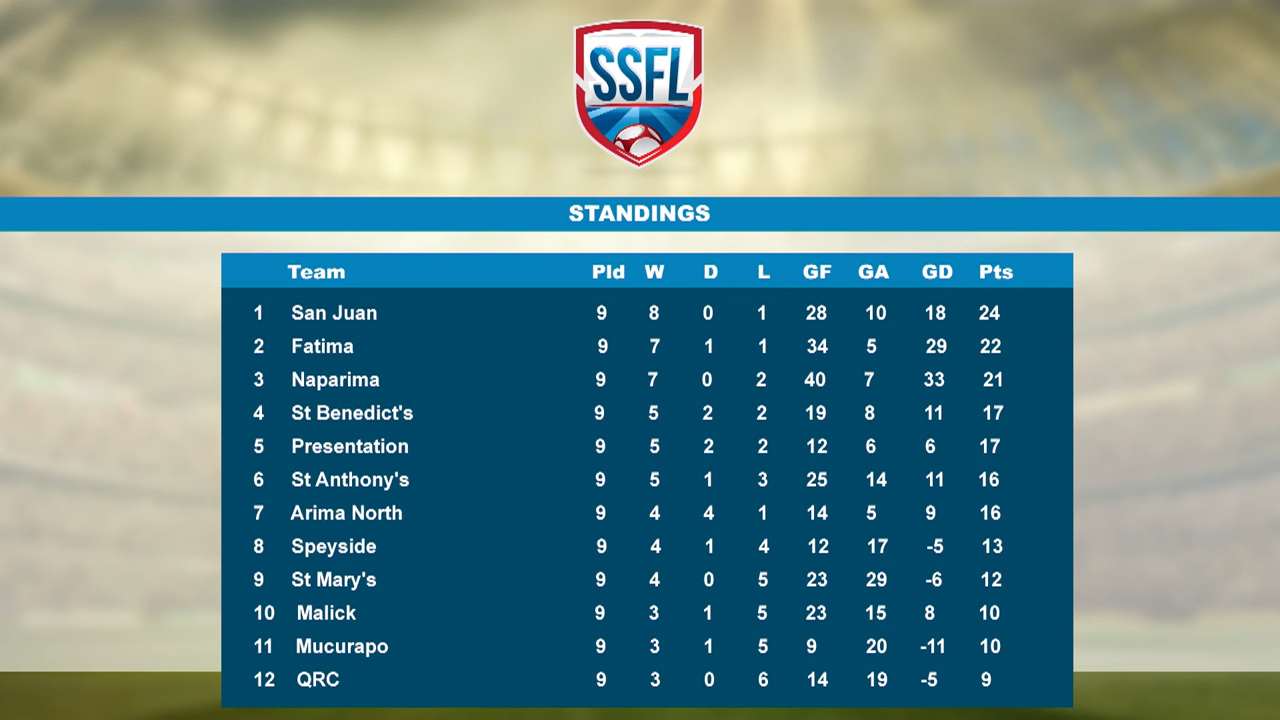 SSFL
STANDINGS
Team Pld W D L GF GA GD Pts
1 San Juan 9 8 0 1 28 10 18 24
2 Fatima 9 7 1 1 34 5 29 22
3 Naparima 9 7 0 2 40 7 33 21
4 St Benedict's 9 5 2 2 19 8 11 17
5 Presentation 9 5 2 2 12 6 6 17
6 St Anthony's 9 5 1 3 25 14 11 16
7 Arima North 9 4 4 1 14 5 9 16
8 Speyside 9 4 1 4 12 17 -5 13
9 St Mary's 9 4 0 5 23 29 -6 12
10 Malick 9 3 1 5 23 15 8 10
11 Mucurapo 9 3 1 5 9 20 -11 10
12 QRC 9 3 0 6 14 19 -5 9